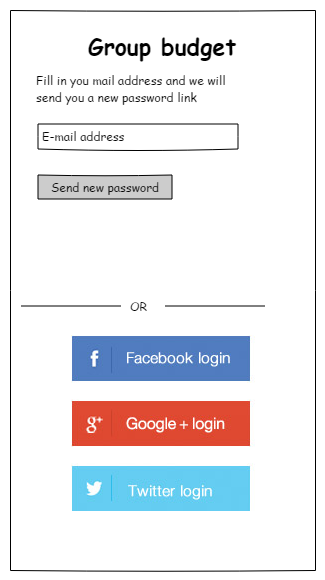 Group budget
Fill in you mail address and we will
send you a new password link
E-mail address
Send new password
OR
f
Facebook login
g+
Google+ login
Twitter login